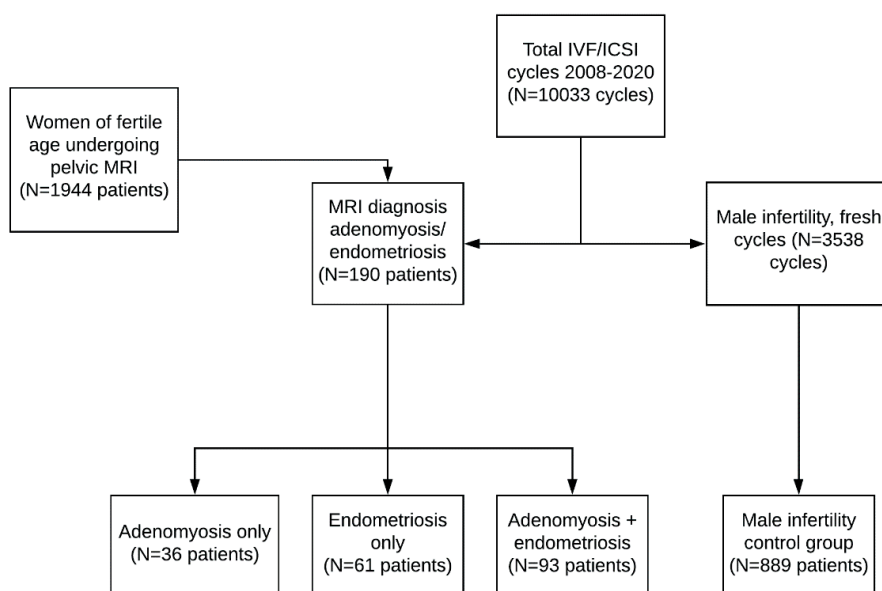 Total IVF/ICSI
cycles 2008-2020
(N=10033 cycles)
Women of fertile
age undergoing
pelvic MRI
(N=1944 patients)
MRI diagnosis
adenomyosis/
endometriosis
(N=190 patients)
Male infertility, fresh
cycles (N=3538
cycles)
Adenomyosis only
(N=36 patients)
Endometriosis
only
(N=61 patients)
Adenomyosis +
endometriosis
(N=93 patients)
Male infertility
control group
(N=889 patients)